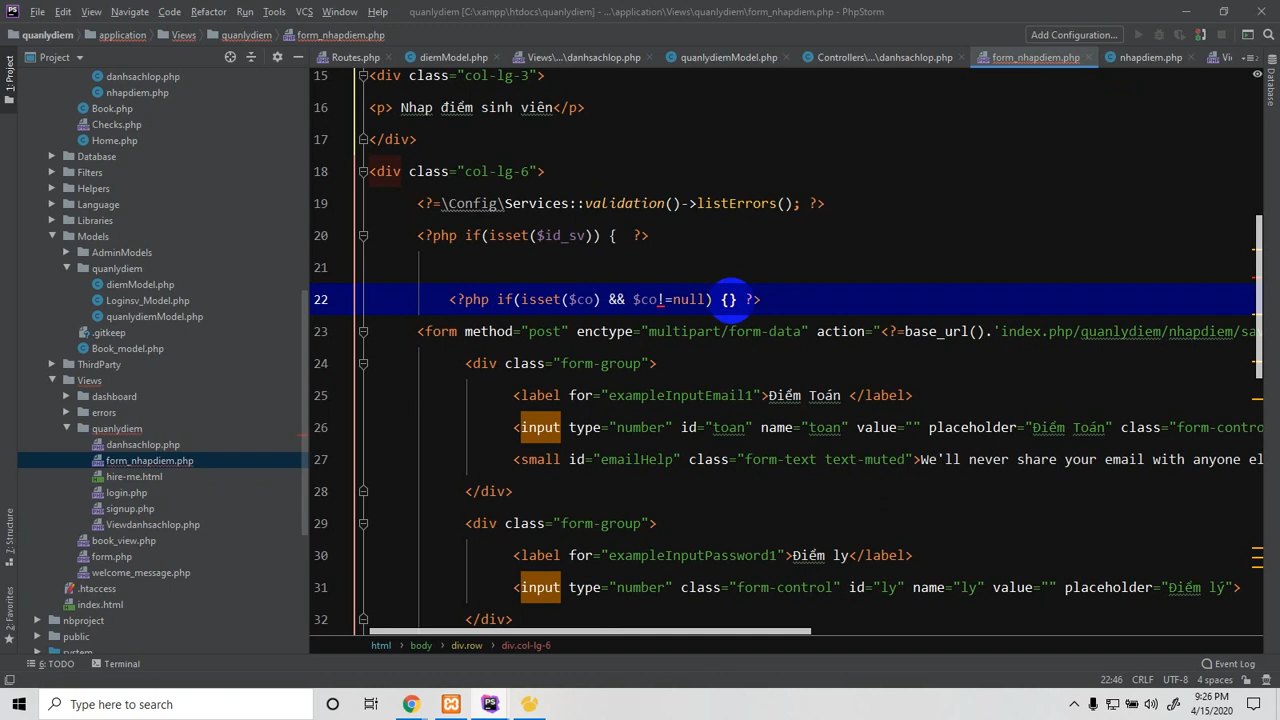 File Edit View Navigate Code Refactor Run Tools VCS Window Help quanlydiem [C:\xampp\htdocs\quanlydiem] - ...\application\Views\quanlydiem\form_nhapdiem.php - PhpStorm
quanlydiem application Views quanlydiem form_nhapdiem.php Add Configuration...
Project Routes.php diemModel.php Views\...\danhsachlop.php quanlydiemModel.php Controllers\...\danhsachlop.php form_nhapdiem.php nhapdiem.php Vi
danhsachlop.php
nhapdiem.php
Book.php
Checks.php
Home.php
Database
Filters
Helpers
Language
Libraries
Models
AdminModels
quanlydiem
diemModel.php
Loginsv_Model.php
quanlydiemModel.php
.gitkeep
Book_model.php
ThirdParty
Views
dashboard
errors
quanlydiem
danhsachlop.php
form_nhapdiem.php
hire-me.html
login.php
signup.php
Viewdanhsachlop.php
book_view.php
form.php
welcome_message.php
.htaccess
index.html
nbproject
public
system
15 <div class="col-lg-3">
16 <p> Nhap điểm sinh viên</p>
17 </div>
18 <div class="col-lg-6">
19 <?=\Config\Services::validation()->listErrors(); ?>
20 <?php if(isset($id_sv)) { ?>
21
22 <?php if(isset($co) && $co!=null) {} ?>
23 <form method="post" enctype="multipart/form-data" action="<?=base_url().'index.php/quanlydiem/nhapdiem/sa
24 <div class="form-group">
25 <label for="exampleInputEmail1">Điểm Toán </label>
26 <input type="number" id="toan" name="toan" value="" placeholder="Điểm Toán" class="form-contro
27 <small id="emailHelp" class="form-text text-muted">We'll never share your email with anyone el
28 </div>
29 <div class="form-group">
30 <label for="exampleInputPassword1">Điểm ly</label>
31 <input type="number" class="form-control" id="ly" name="ly" value="" placeholder="Điểm lý">
32 </div>
html body div.row div.col-lg-6
1: Project
7: Structure
2: Favorites
Database
6: TODO Terminal Event Log
22:46 CRLF UTF-8 4 spaces
Type here to search
9:26 PM
4/15/2020